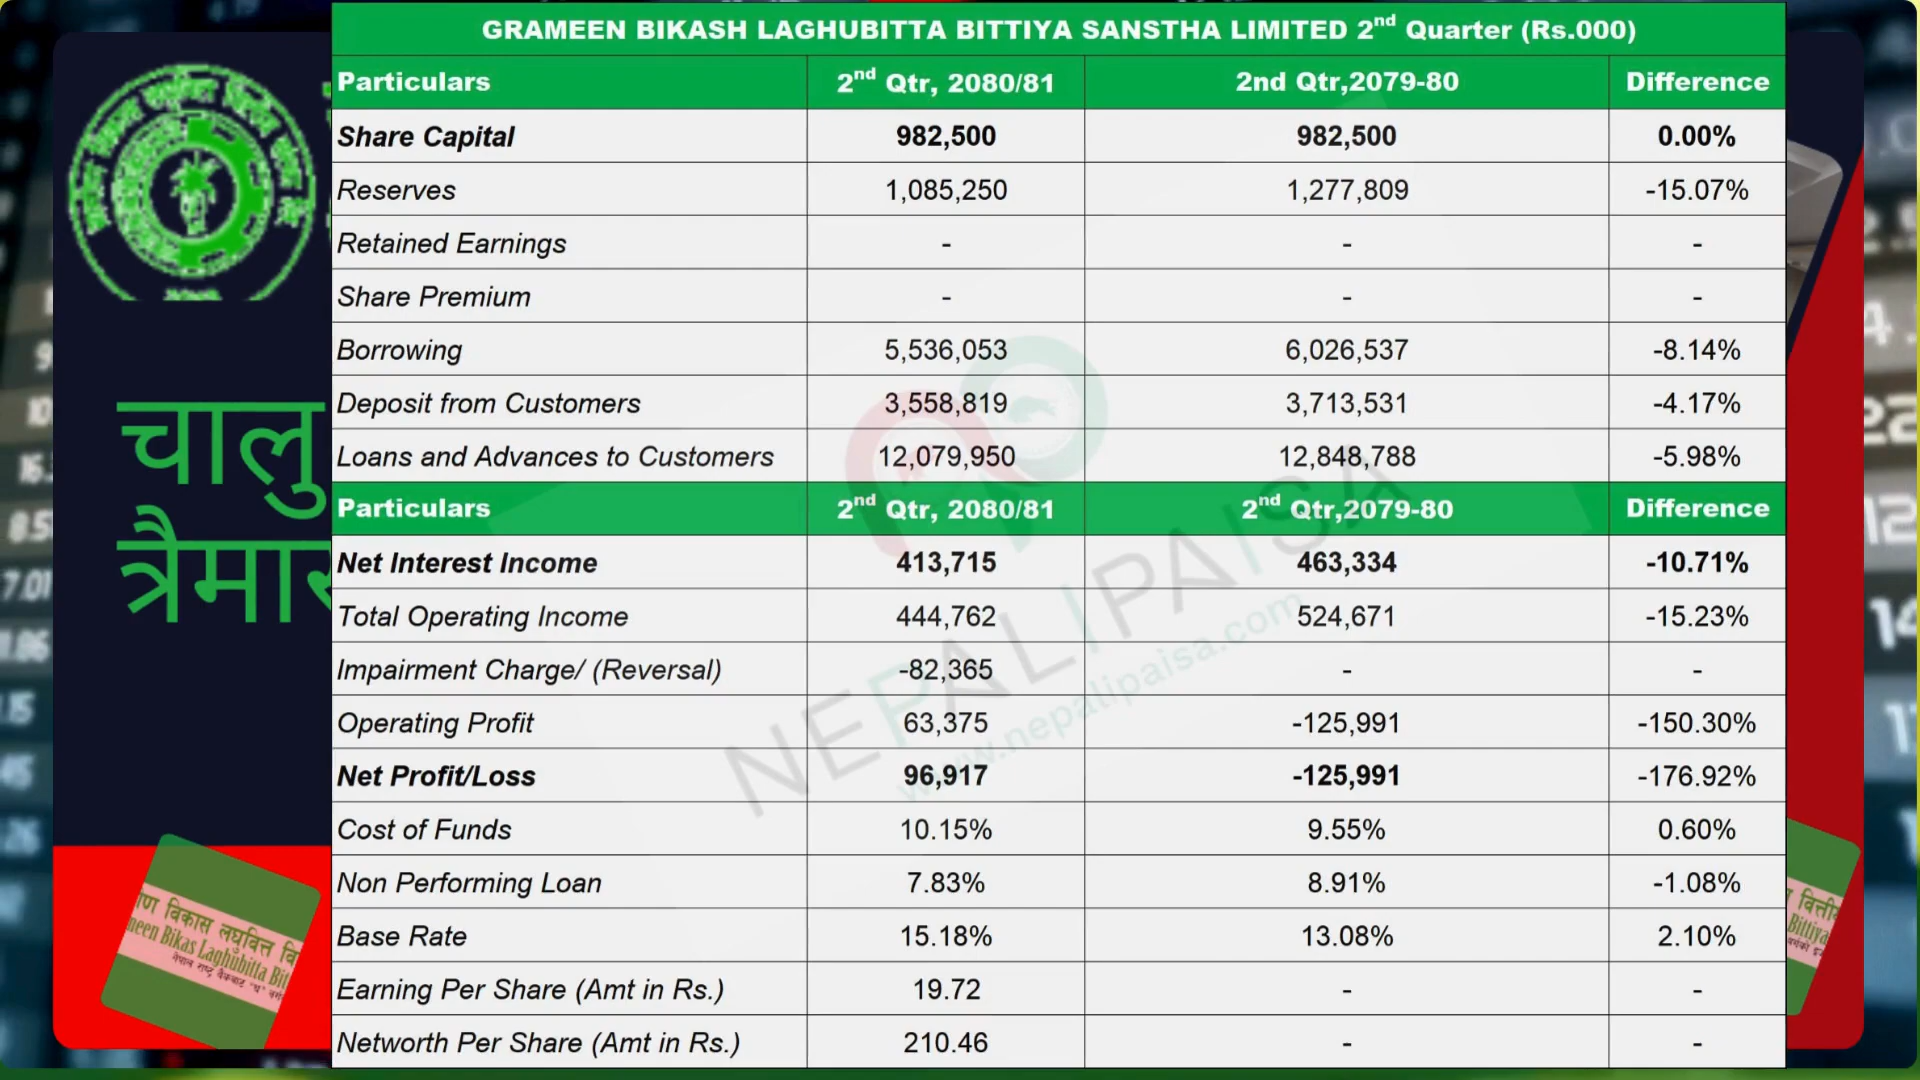 GRAMEEN BIKASH LAGHUBITTA BITTIYA SANSTHA LIMITED 2nd Quarter (Rs.000)
Particulars 2nd Qtr, 2080/81 2nd Qtr,2079-80 Difference
Share Capital 982,500 982,500 0.00%
Reserves 1,085,250 1,277,809 -15.07%
Retained Earnings - - -
Share Premium - - -
Borrowing 5,536,053 6,026,537 -8.14%
Deposit from Customers 3,558,819 3,713,531 -4.17%
Loans and Advances to Customers 12,079,950 12,848,788 -5.98%
Particulars 2nd Qtr, 2080/81 2nd Qtr,2079-80 Difference
Net Interest Income 413,715 463,334 -10.71%
Total Operating Income 444,762 524,671 -15.23%
Impairment Charge/ (Reversal) -82,365 - -
Operating Profit 63,375 -125,991 -150.30%
Net Profit/Loss 96,917 -125,991 -176.92%
Cost of Funds 10.15% 9.55% 0.60%
Non Performing Loan 7.83% 8.91% -1.08%
Base Rate 15.18% 13.08% 2.10%
Earning Per Share (Amt in Rs.) 19.72 - -
Networth Per Share (Amt in Rs.) 210.46 - -
NEPALIPAISA
www.nepalipaisa.com
चालु
विकास लघुवित्त
Bikas Laghubitta
Bittiya